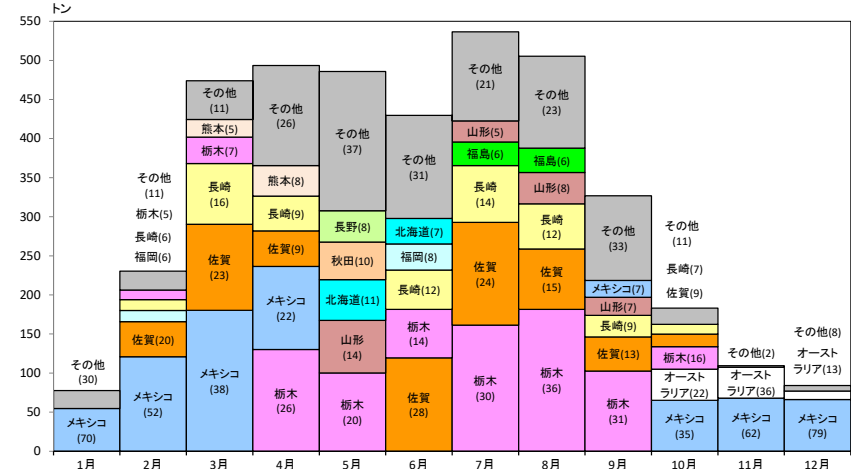 トン
550
500
450
400
350
300
250
200
150
100
50
0
その他
(30)
メキシコ
(70)
その他
(11)
栃木(5)
長崎(6)
福岡(6)
佐賀(20)
メキシコ
(52)
その他
(11)
熊本(5)
栃木(7)
長崎
(16)
佐賀
(23)
メキシコ
(38)
その他
(26)
熊本(8)
長崎(9)
佐賀(9)
メキシコ
(22)
栃木
(26)
その他
(37)
長野(8)
秋田(10)
北海道(11)
山形
(14)
栃木
(20)
その他
(31)
北海道(7)
福岡(8)
長崎(12)
栃木
(14)
佐賀
(28)
その他
(21)
山形(5)
福島(6)
長崎
(14)
佐賀
(24)
栃木
(30)
その他
(23)
福島(6)
山形(8)
長崎
(12)
佐賀
(15)
栃木
(36)
その他
(33)
メキシコ(7)
山形(7)
長崎(9)
佐賀(13)
栃木
(31)
その他
(11)
長崎(7)
佐賀(9)
栃木(16)
オースト
ラリア(22)
メキシコ
(35)
その他(2)
オースト
ラリア(36)
メキシコ
(62)
その他(8)
オースト
ラリア(13)
メキシコ
(79)
1月
2月
3月
4月
5月
6月
7月
8月
9月
10月
11月
12月